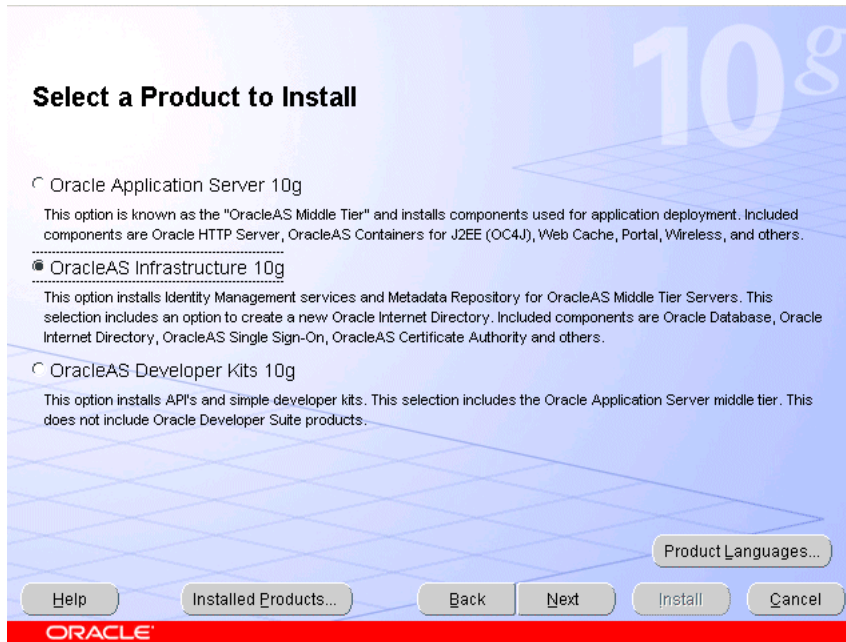 10g
Select a Product to Install
Oracle Application Server 10g
This option is known as the "OracleAS Middle Tier" and installs components used for application deployment. Included
components are Oracle HTTP Server, OracleAS Containers for J2EE (OC4J), Web Cache, Portal, Wireless, and others.
OracleAS Infrastructure 10g
This option installs Identity Management services and Metadata Repository for OracleAS Middle Tier Servers. This
selection includes an option to create a new Oracle Internet Directory. Included components are Oracle Database, Oracle
Internet Directory, OracleAS Single Sign-On, OracleAS Certificate Authority and others.
OracleAS Developer Kits 10g
This option installs API's and simple developer kits. This selection includes the Oracle Application Server middle tier. This
does not include Oracle Developer Suite products.
Product Languages...
Help Installed Products... Back Next Install Cancel
ORACLE